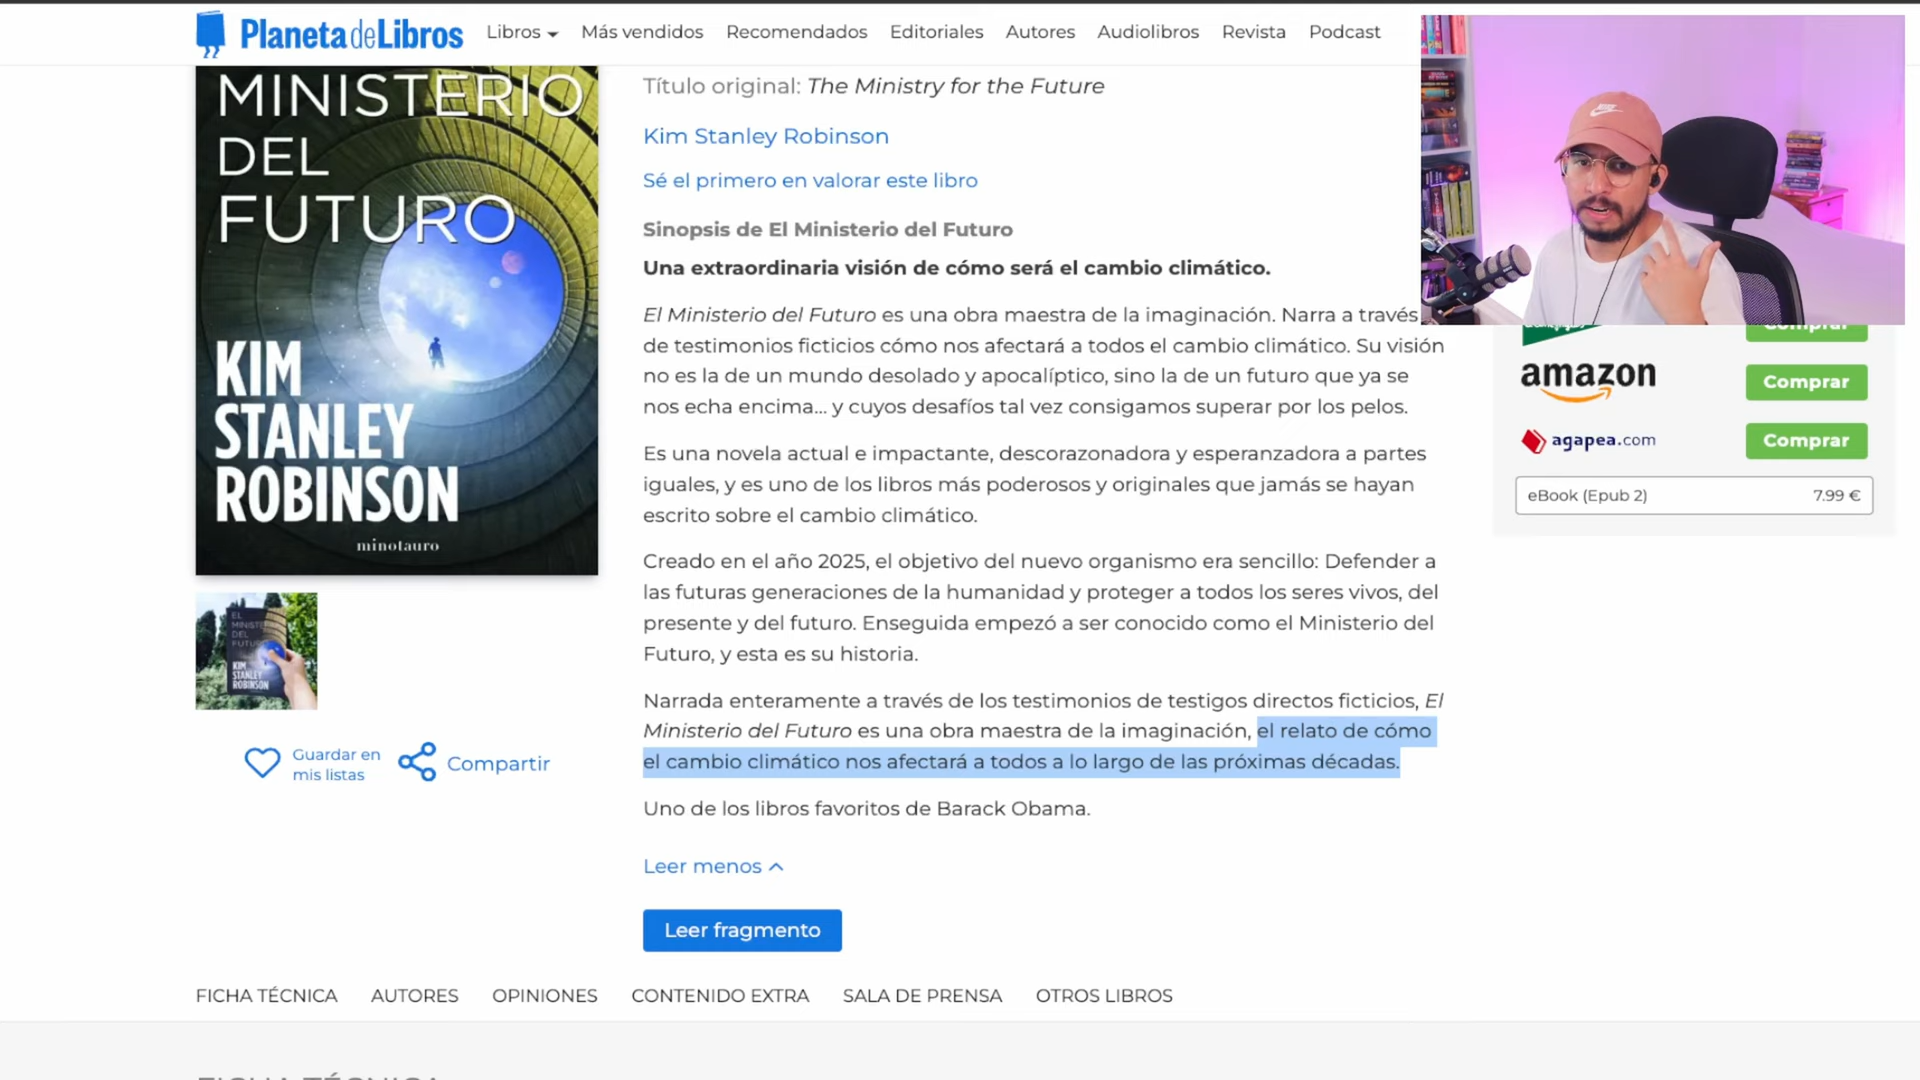 PlanetadeLibros
Libros
Más vendidos
Recomendados
Editoriales
Autores
Audiolibros
Revista
Podcast
MINISTERIO
DEL
FUTURO
KIM
STANLEY
ROBINSON
minotauro
EL
MINISTERIO
DEL
FUTURO
KIM
STANLEY
ROBINSON
Guardar en
mis listas
Compartir
Título original: The Ministry for the Future
Kim Stanley Robinson
Sé el primero en valorar este libro
Sinopsis de El Ministerio del Futuro
Una extraordinaria visión de cómo será el cambio climático.
El Ministerio del Futuro es una obra maestra de la imaginación. Narra a través
de testimonios ficticios cómo nos afectará a todos el cambio climático. Su visión
no es la de un mundo desolado y apocalíptico, sino la de un futuro que ya se
nos echa encima... y cuyos desafíos tal vez consigamos superar por los pelos.
Es una novela actual e impactante, descorazonadora y esperanzadora a partes
iguales, y es uno de los libros más poderosos y originales que jamás se hayan
escrito sobre el cambio climático.
Creado en el año 2025, el objetivo del nuevo organismo era sencillo: Defender a
las futuras generaciones de la humanidad y proteger a todos los seres vivos, del
presente y del futuro. Enseguida empezó a ser conocido como el Ministerio del
Futuro, y esta es su historia.
Narrada enteramente a través de los testimonios de testigos directos ficticios, El
Ministerio del Futuro es una obra maestra de la imaginación, el relato de cómo
el cambio climático nos afectará a todos a lo largo de las próximas décadas.
Uno de los libros favoritos de Barack Obama.
Leer menos
Leer fragmento
Comprar
amazon
Comprar
agapea.com
Comprar
eBook (Epub 2)
7.99 €
FICHA TÉCNICA
AUTORES
OPINIONES
CONTENIDO EXTRA
SALA DE PRENSA
OTROS LIBROS
FICHA TÉCNICA